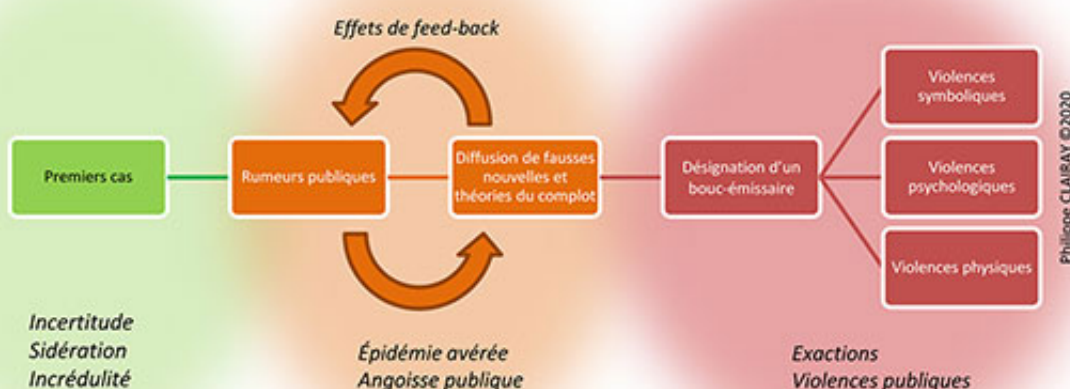 Effets de feed-back
Premiers cas
Rumeurs publiques
Diffusion de fausses
nouvelles et
théories du complot
Désignation d'un
bouc-émissaire
Violences
symboliques
Violences
psychologiques
Violences physiques
Incertitude
Sidération
Incrédulité
Épidémie avérée
Angoisse publique
Exactions
Violences publiques
Philippe CLAIRAY ©2020